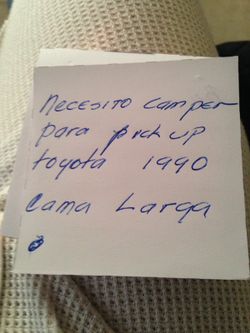 Necesito camper
para pick up
toyota 1990
cama Larga